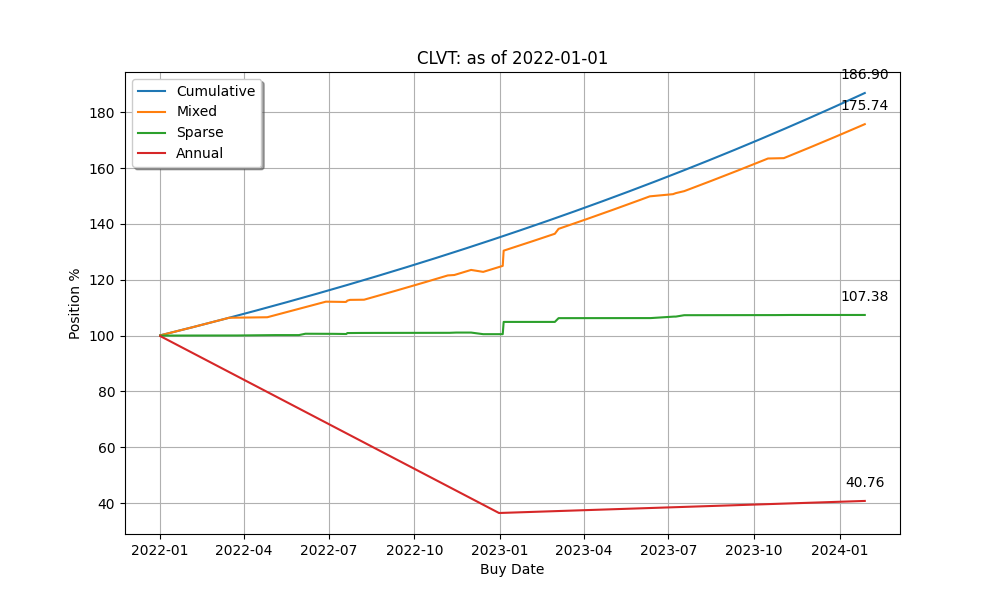 CLVT: as of 2022-01-01
186.90
175.74
107.38
40.76
Cumulative
Mixed
Sparse
Annual
180
160
140
120
100
80
60
40
Position %
2022-01 2022-04 2022-07 2022-10 2023-01 2023-04 2023-07 2023-10 2024-01
Buy Date